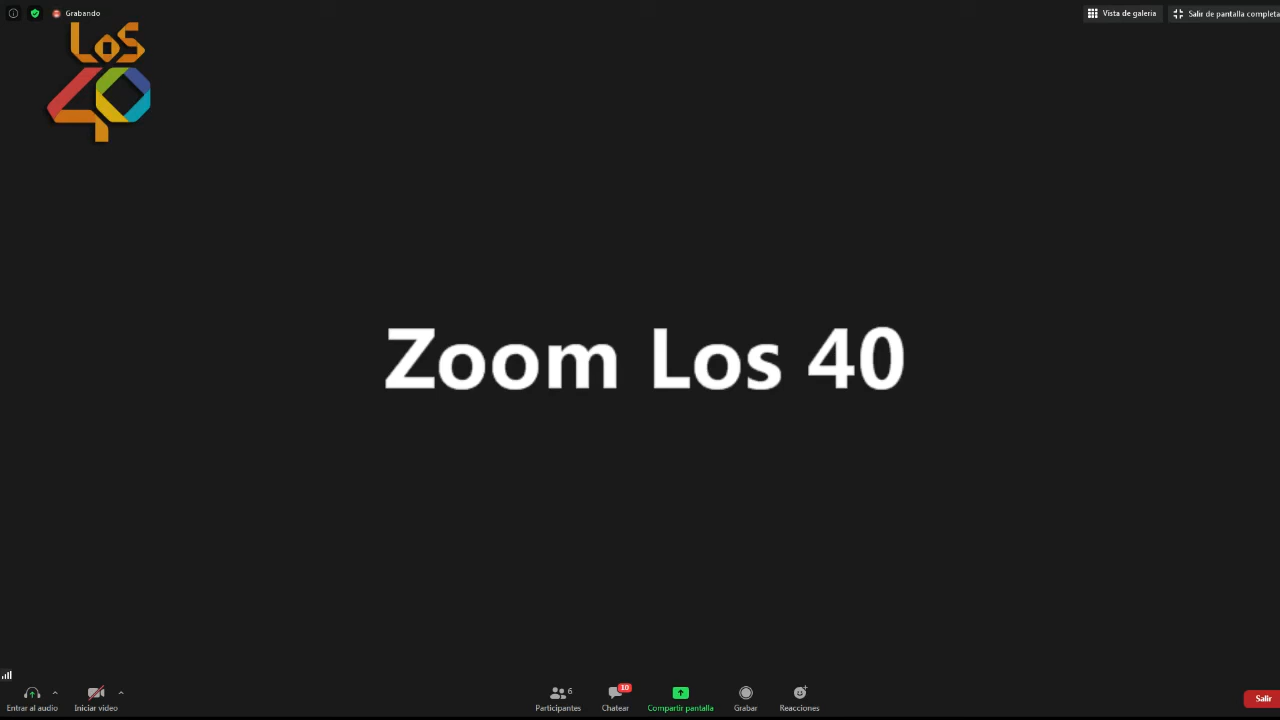 Grabando
Vista de galería
Salir de pantalla completa
LOS
40
Zoom Los 40
Entrar al audio
Iniciar video
6
Participantes
10
Chatear
Compartir pantalla
Grabar
Reacciones
Salir